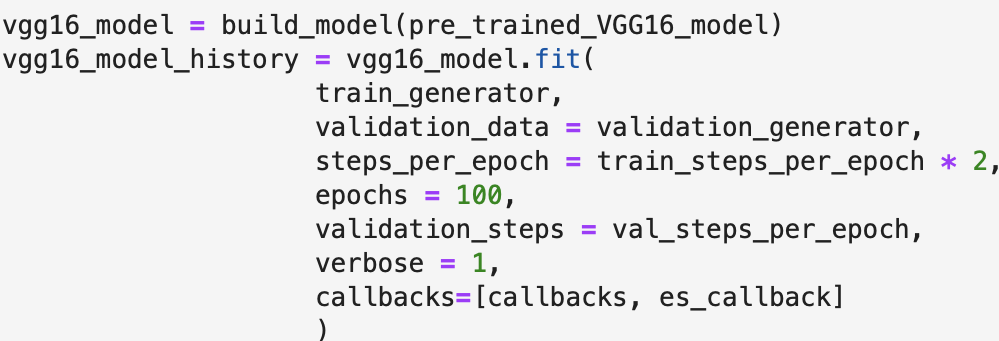 vgg16_model = build_model(pre_trained_VGG16_model)
vgg16_model_history = vgg16_model.fit(
train_generator,
validation_data = validation_generator,
steps_per_epoch = train_steps_per_epoch * 2,
epochs = 100,
validation_steps = val_steps_per_epoch,
verbose = 1,
callbacks=[callbacks, es_callback]
)